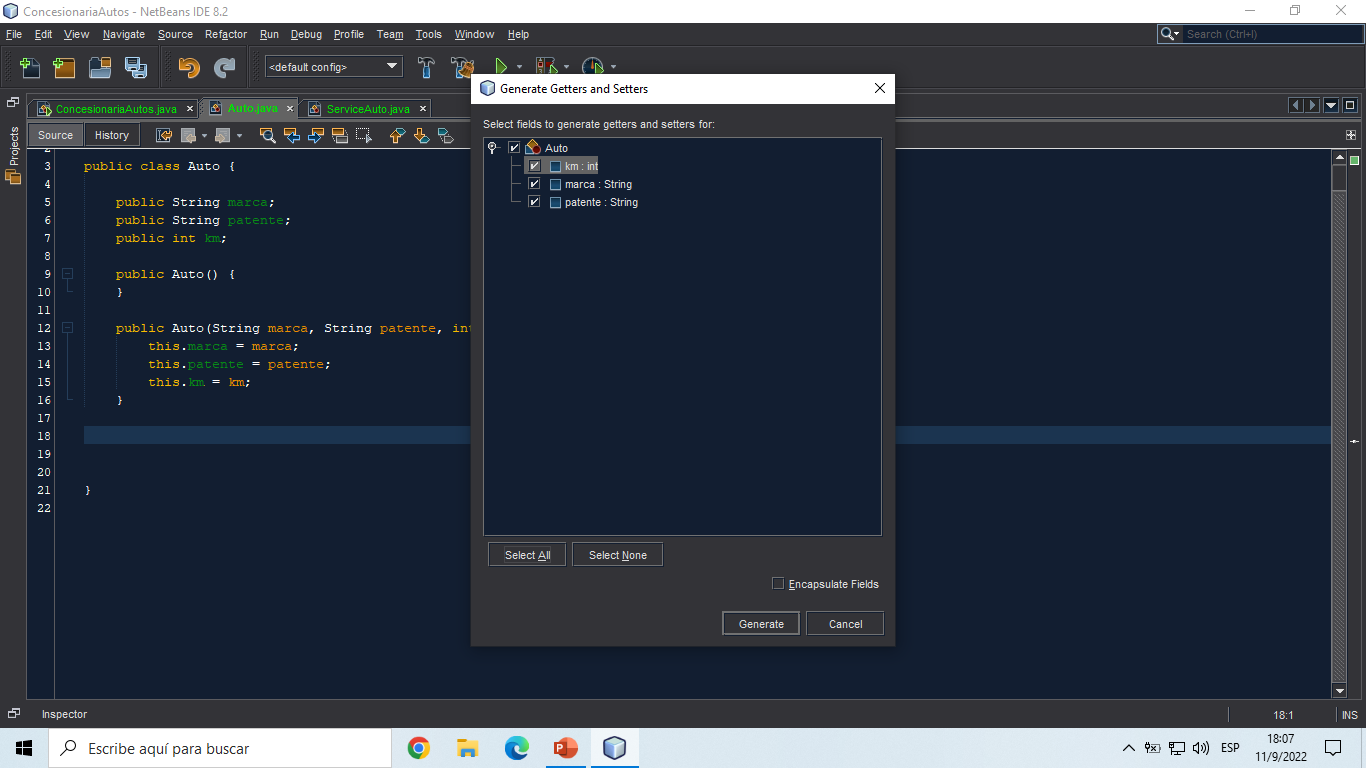 ConcesionariaAutos - NetBeans IDE 8.2
File Edit View Navigate Source Refactor Run Debug Profile Team Tools Window Help
Search (Ctrl+I)
<default config>
Projects
ConcesionariaAutos.java Auto.java ServiceAuto.java
Source History
2
3 public class Auto {
4
5 public String marca;
6 public String patente;
7 public int km;
8
9 public Auto() {
10 }
11
12 public Auto(String marca, String patente, int
13 this.marca = marca;
14 this.patente = patente;
15 this.km = km;
16 }
17
18
19
20
21 }
22
Generate Getters and Setters
Select fields to generate getters and setters for:
Auto
km : int
marca : String
patente : String
Select All Select None
Encapsulate Fields
Generate Cancel
Inspector
18:1 INS
Escribe aquí para buscar
ESP
18:07
11/9/2022